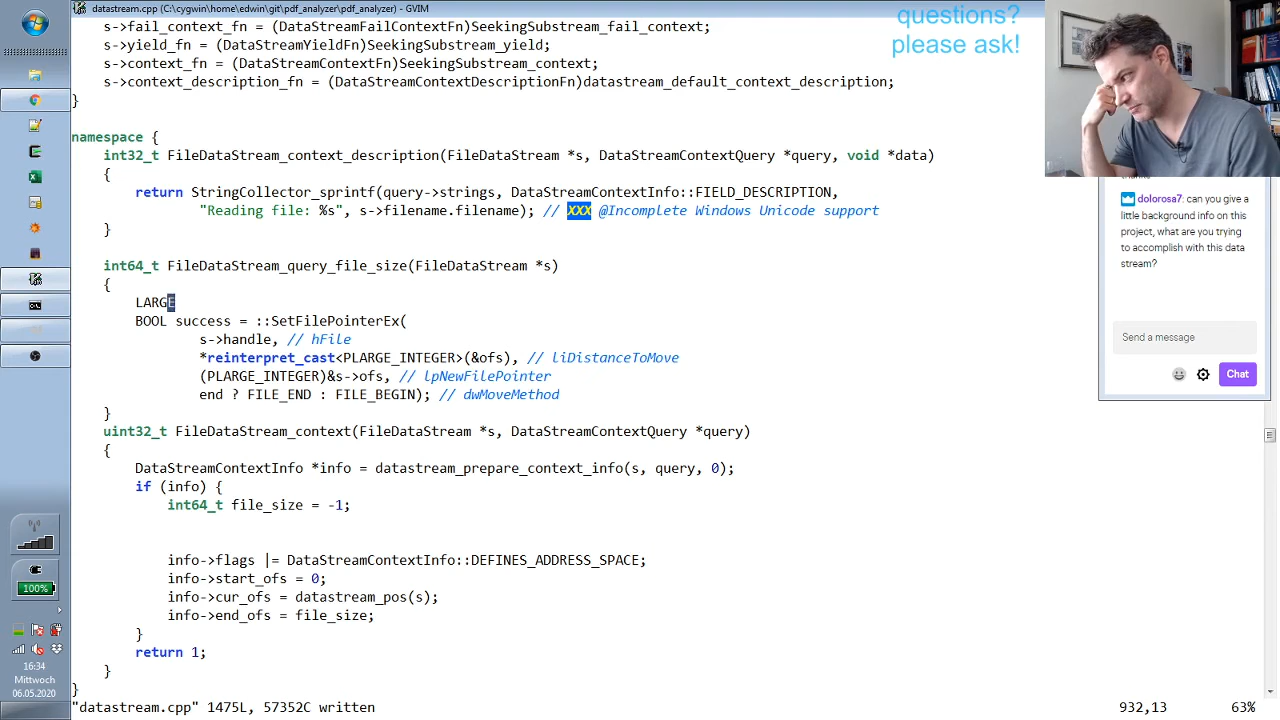 datastream.cpp (C:\cygwin\home\edwin\git\pdf_analyzer\pdf_analyzer) - GVIM
s->fail_context_fn = (DataStreamFailContextFn)SeekingSubstream_fail_context;
s->yield_fn = (DataStreamYieldFn)SeekingSubstream_yield;
s->context_fn = (DataStreamContextFn)SeekingSubstream_context;
s->context_description_fn = (DataStreamContextDescriptionFn)datastream_default_context_description;
}
namespace {
int32_t FileDataStream_context_description(FileDataStream *s, DataStreamContextQuery *query, void *data)
{
return StringCollector_sprintf(query->strings, DataStreamContextInfo::FIELD_DESCRIPTION,
"Reading file: %s", s->filename.filename); // XXX @Incomplete Windows Unicode support
}
int64_t FileDataStream_query_file_size(FileDataStream *s)
{
LARGE
BOOL success = ::SetFilePointerEx(
s->handle, // hFile
*reinterpret_cast<PLARGE_INTEGER>(&ofs), // liDistanceToMove
(PLARGE_INTEGER)&s->ofs, // lpNewFilePointer
end ? FILE_END : FILE_BEGIN); // dwMoveMethod
}
uint32_t FileDataStream_context(FileDataStream *s, DataStreamContextQuery *query)
{
DataStreamContextInfo *info = datastream_prepare_context_info(s, query, 0);
if (info) {
int64_t file_size = -1;
info->flags |= DataStreamContextInfo::DEFINES_ADDRESS_SPACE;
info->start_ofs = 0;
info->cur_ofs = datastream_pos(s);
info->end_ofs = file_size;
}
return 1;
}
}
"datastream.cpp" 1475L, 57352C written
932,13
63%
questions?
please ask!
dolorosa7: can you give a
little background info on this
project, what are you trying
to accomplish with this data
stream?
Send a message
Chat
100%
16:34
Mittwoch
06.05.2020